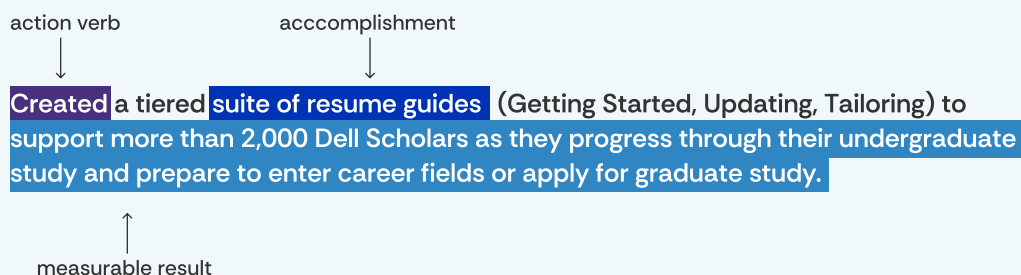 action verb acccomplishment
Created a tiered suite of resume guides (Getting Started, Updating, Tailoring) to
support more than 2,000 Dell Scholars as they progress through their undergraduate
study and prepare to enter career fields or apply for graduate study.
measurable result